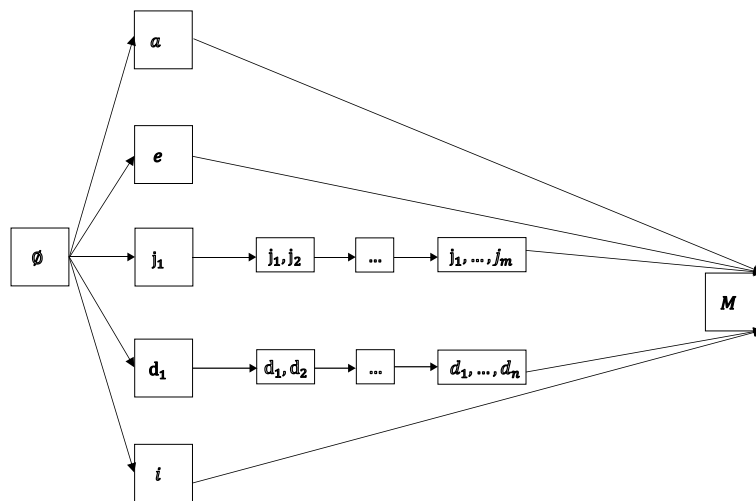 a
e
∅
j₁
j₁, j₂
...
j₁, ..., jₘ
M
d₁
d₁, d₂
...
d₁, ..., dₙ
i